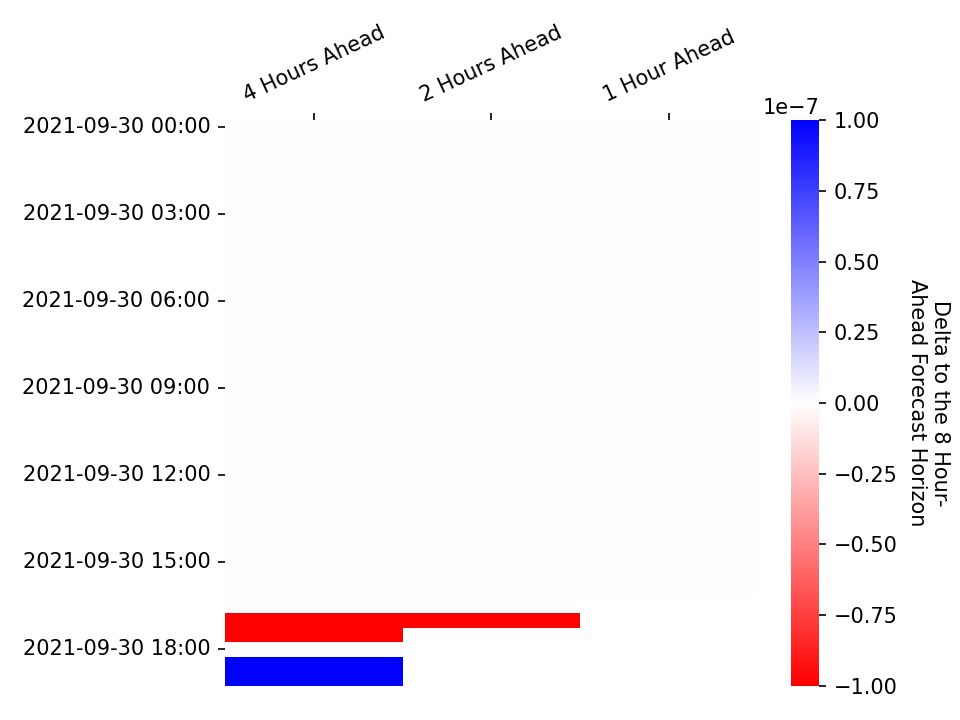 4 Hours Ahead
2 Hours Ahead
1 Hour Ahead
1e−7
2021-09-30 00:00
2021-09-30 03:00
2021-09-30 06:00
2021-09-30 09:00
2021-09-30 12:00
2021-09-30 15:00
2021-09-30 18:00
1.00
0.75
0.50
0.25
0.00
−0.25
−0.50
−0.75
−1.00
Delta to the 8 Hour-
Ahead Forecast Horizon